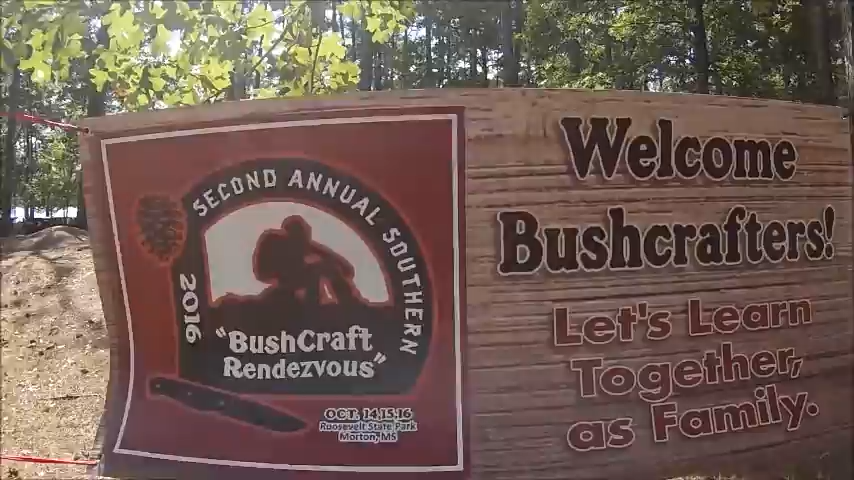 SECOND ANNUAL SOUTHERN
2016
"BushCraft
Rendezvous"
OCT. 14,15,16
Roosevelt State Park
Morton, MS
Welcome
Bushcrafters!
Let's Learn
Together,
as Family.